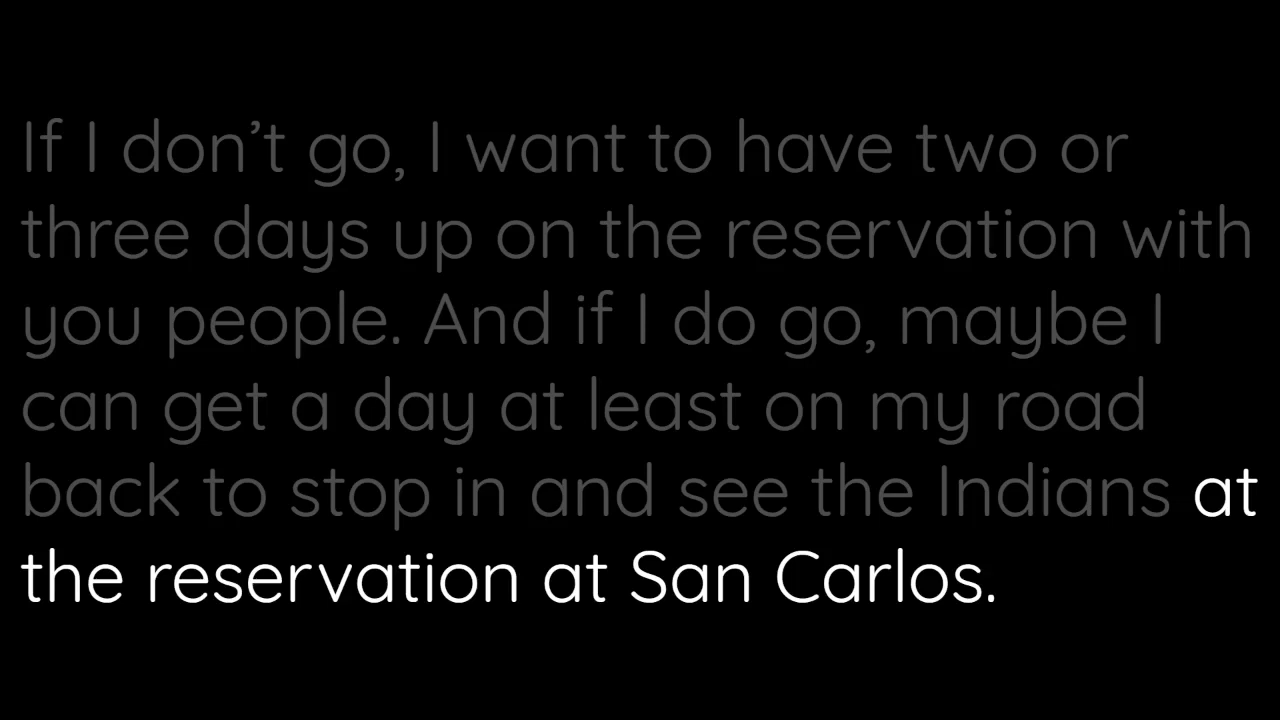 If I don’t go, I want to have two or
three days up on the reservation with
you people. And if I do go, maybe I
can get a day at least on my road
back to stop in and see the Indians at
the reservation at San Carlos.